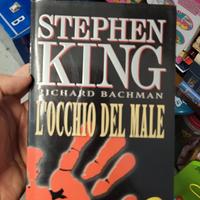 STEPHEN
KING
RICHARD BACHMAN
L'OCCHIO DEL MALE
B